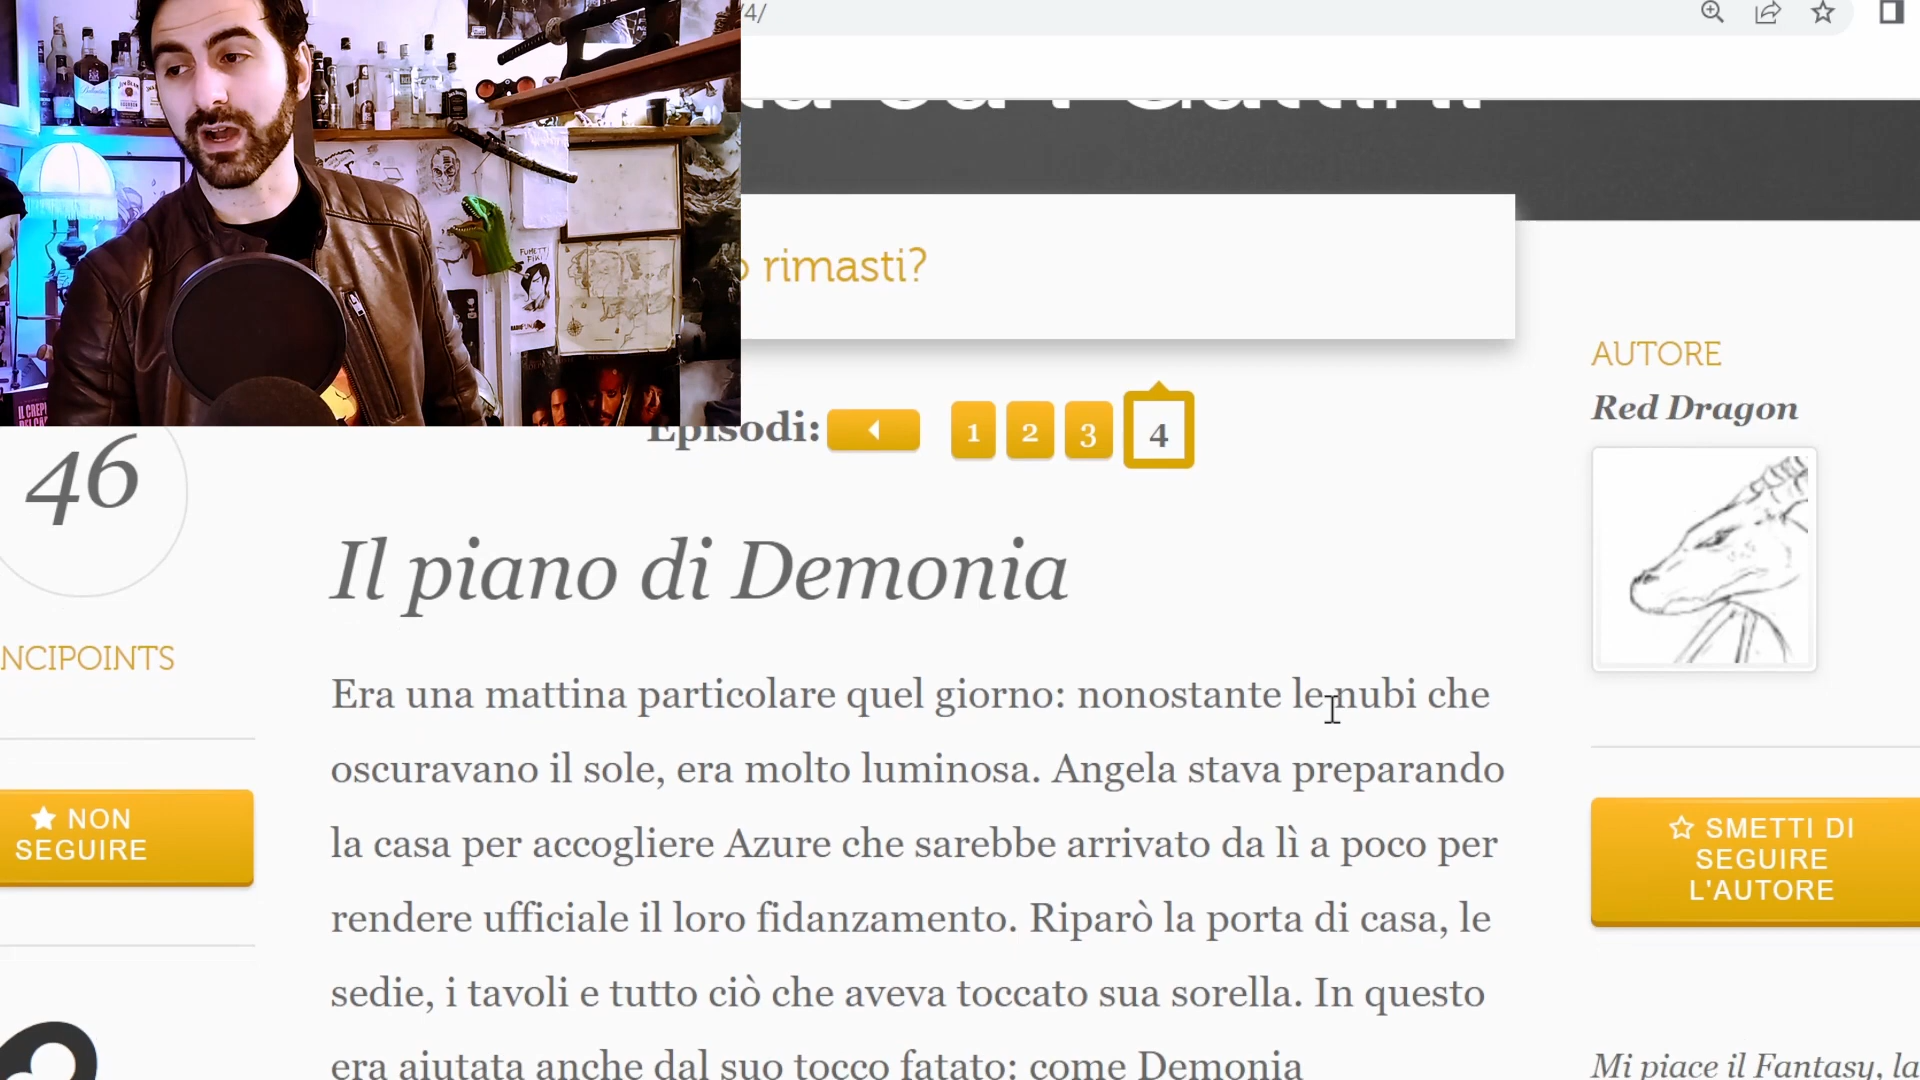 /4/
rimasti?
Episodi:
1 2 3 4
46
NCIPOINTS
NON
SEGUIRE
Il piano di Demonia
Era una mattina particolare quel giorno: nonostante le nubi che
oscuravano il sole, era molto luminosa. Angela stava preparando
la casa per accogliere Azure che sarebbe arrivato da lì a poco per
rendere ufficiale il loro fidanzamento. Riparò la porta di casa, le
sedie, i tavoli e tutto ciò che aveva toccato sua sorella. In questo
era aiutata anche dal suo tocco fatato: come Demonia
AUTORE
Red Dragon
SMETTI DI
SEGUIRE
L'AUTORE
Mi piace il Fantasy, la
FUMETTI
FIKI
IL CREP